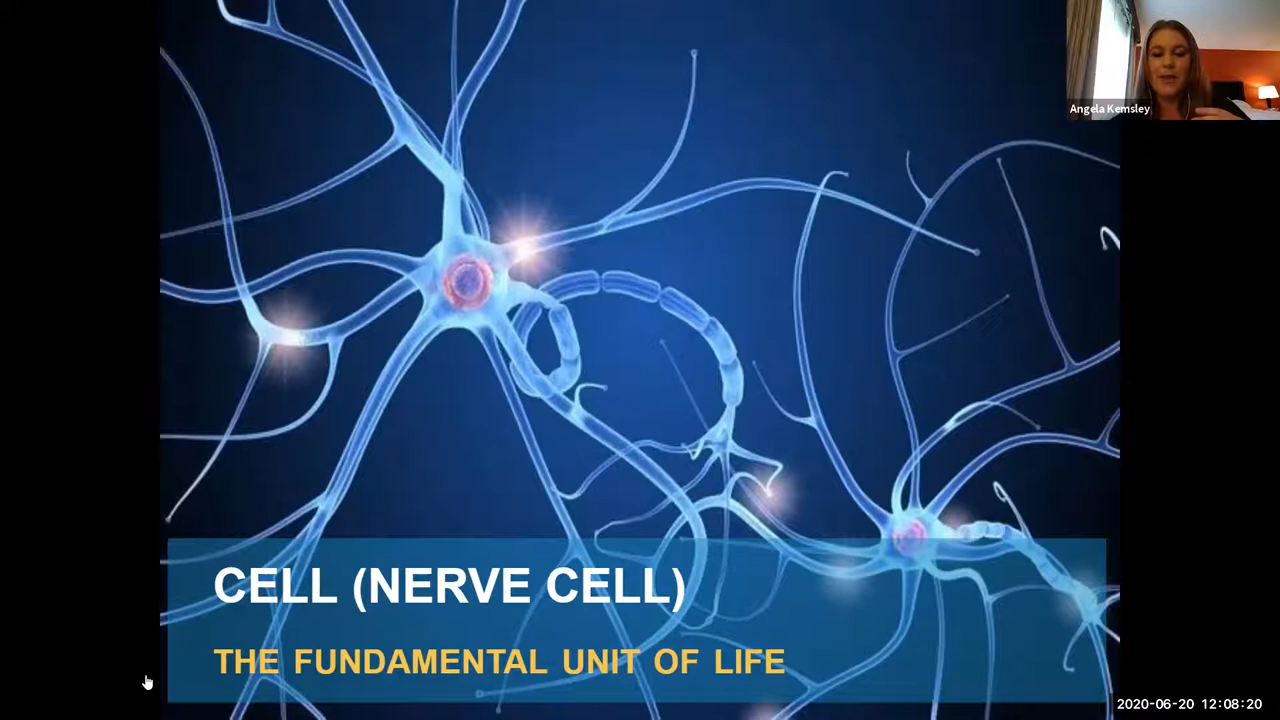 Angela Kemsley
CELL (NERVE CELL)
THE FUNDAMENTAL UNIT OF LIFE
2020-06-20 12:08:20